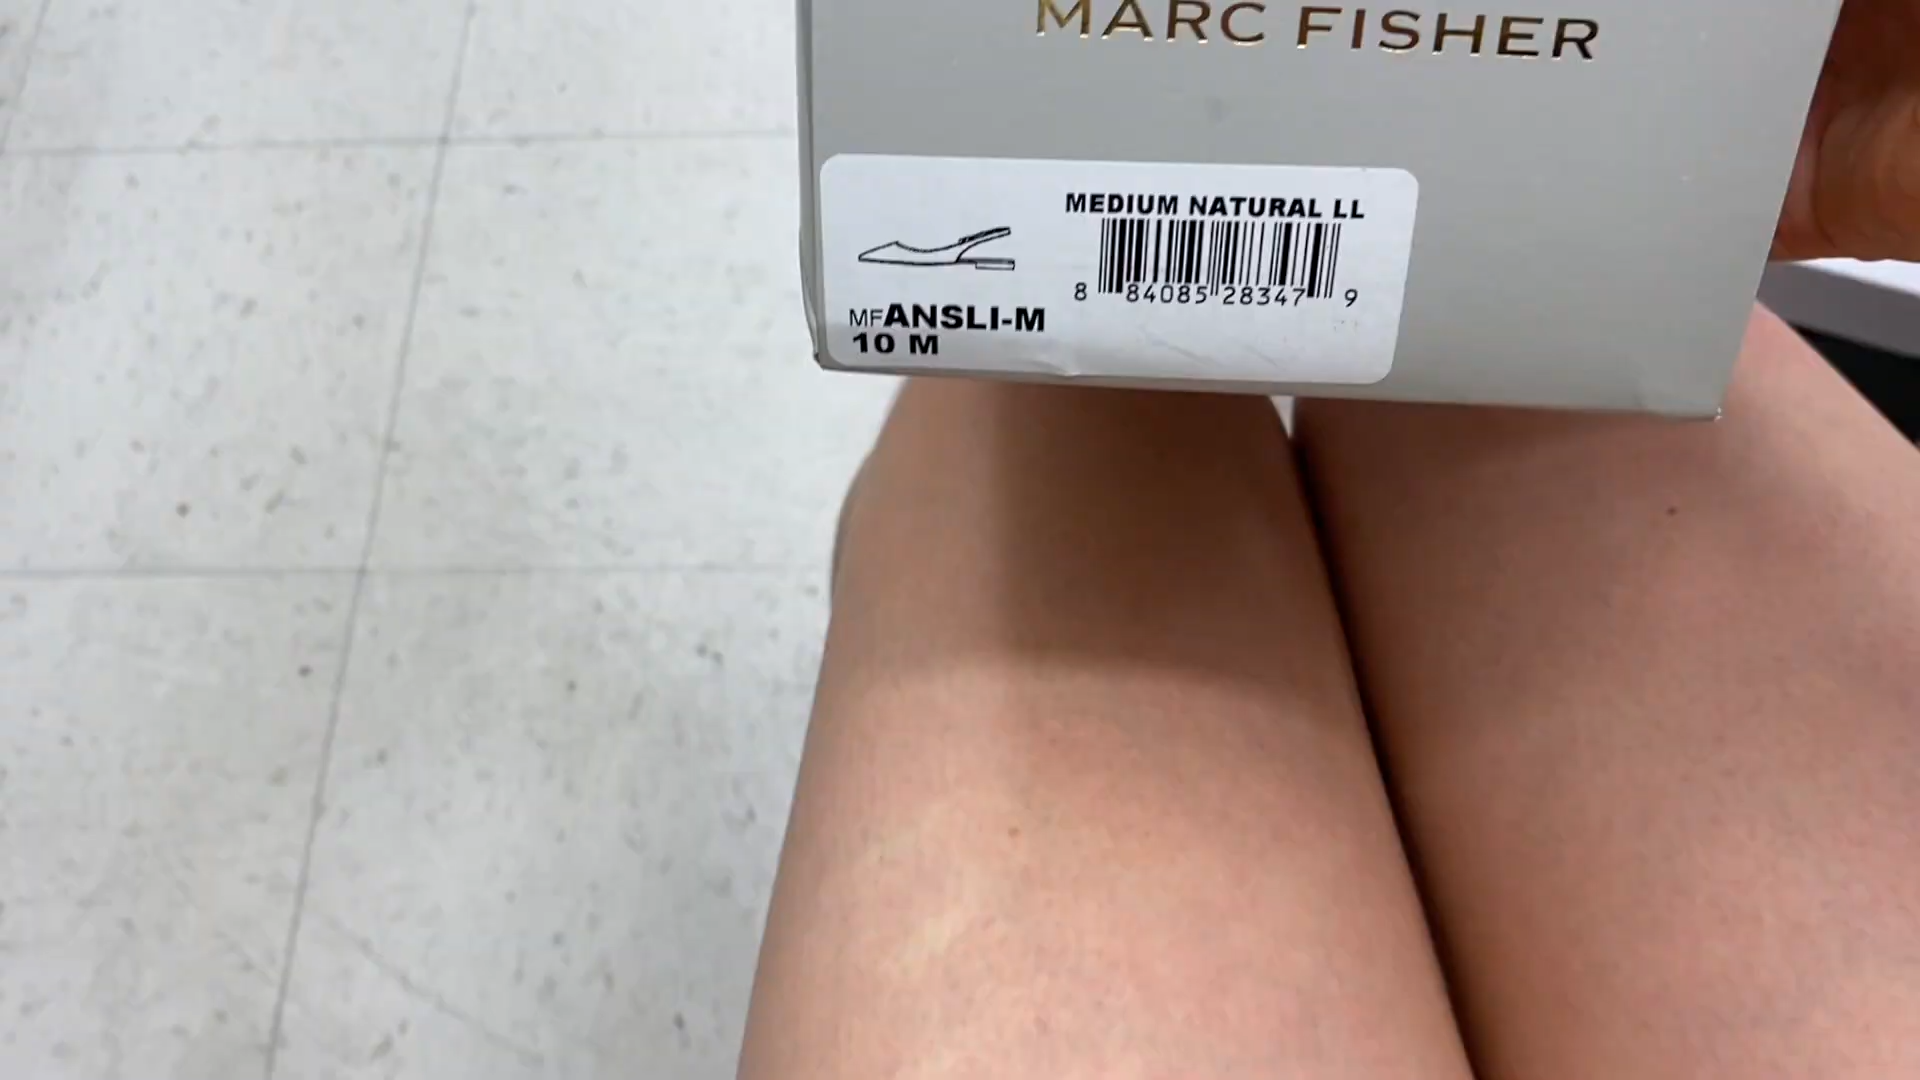 MARC FISHER
MEDIUM NATURAL LL
8 84085 28347 9
MFANSLI-M
10 M